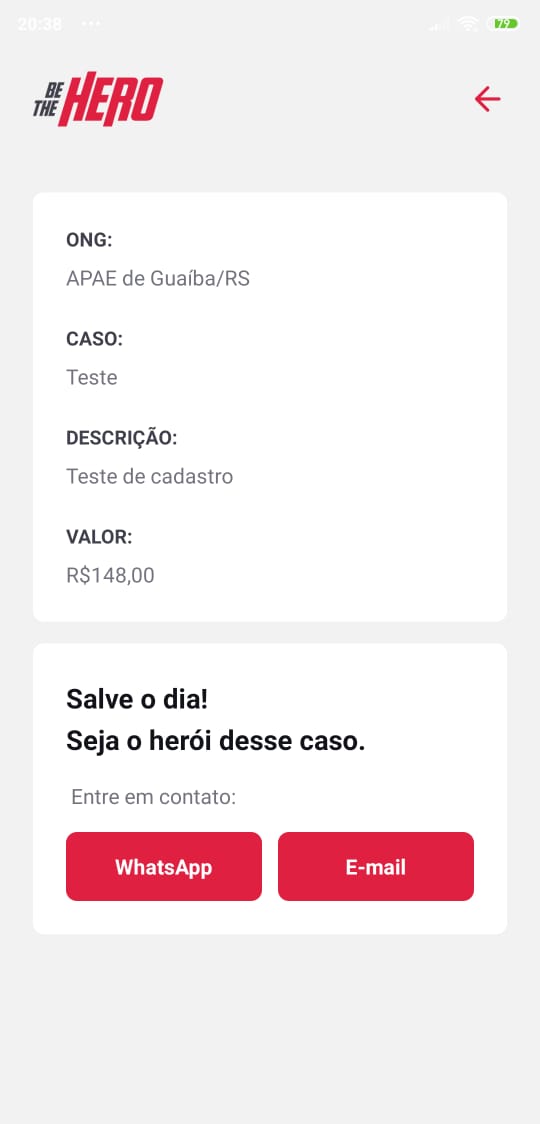 20:38 ...
79
BE
THE HERO
ONG:
APAE de Guaíba/RS
CASO:
Teste
DESCRIÇÃO:
Teste de cadastro
VALOR:
R$148,00
Salve o dia!
Seja o herói desse caso.
Entre em contato:
WhatsApp
E-mail